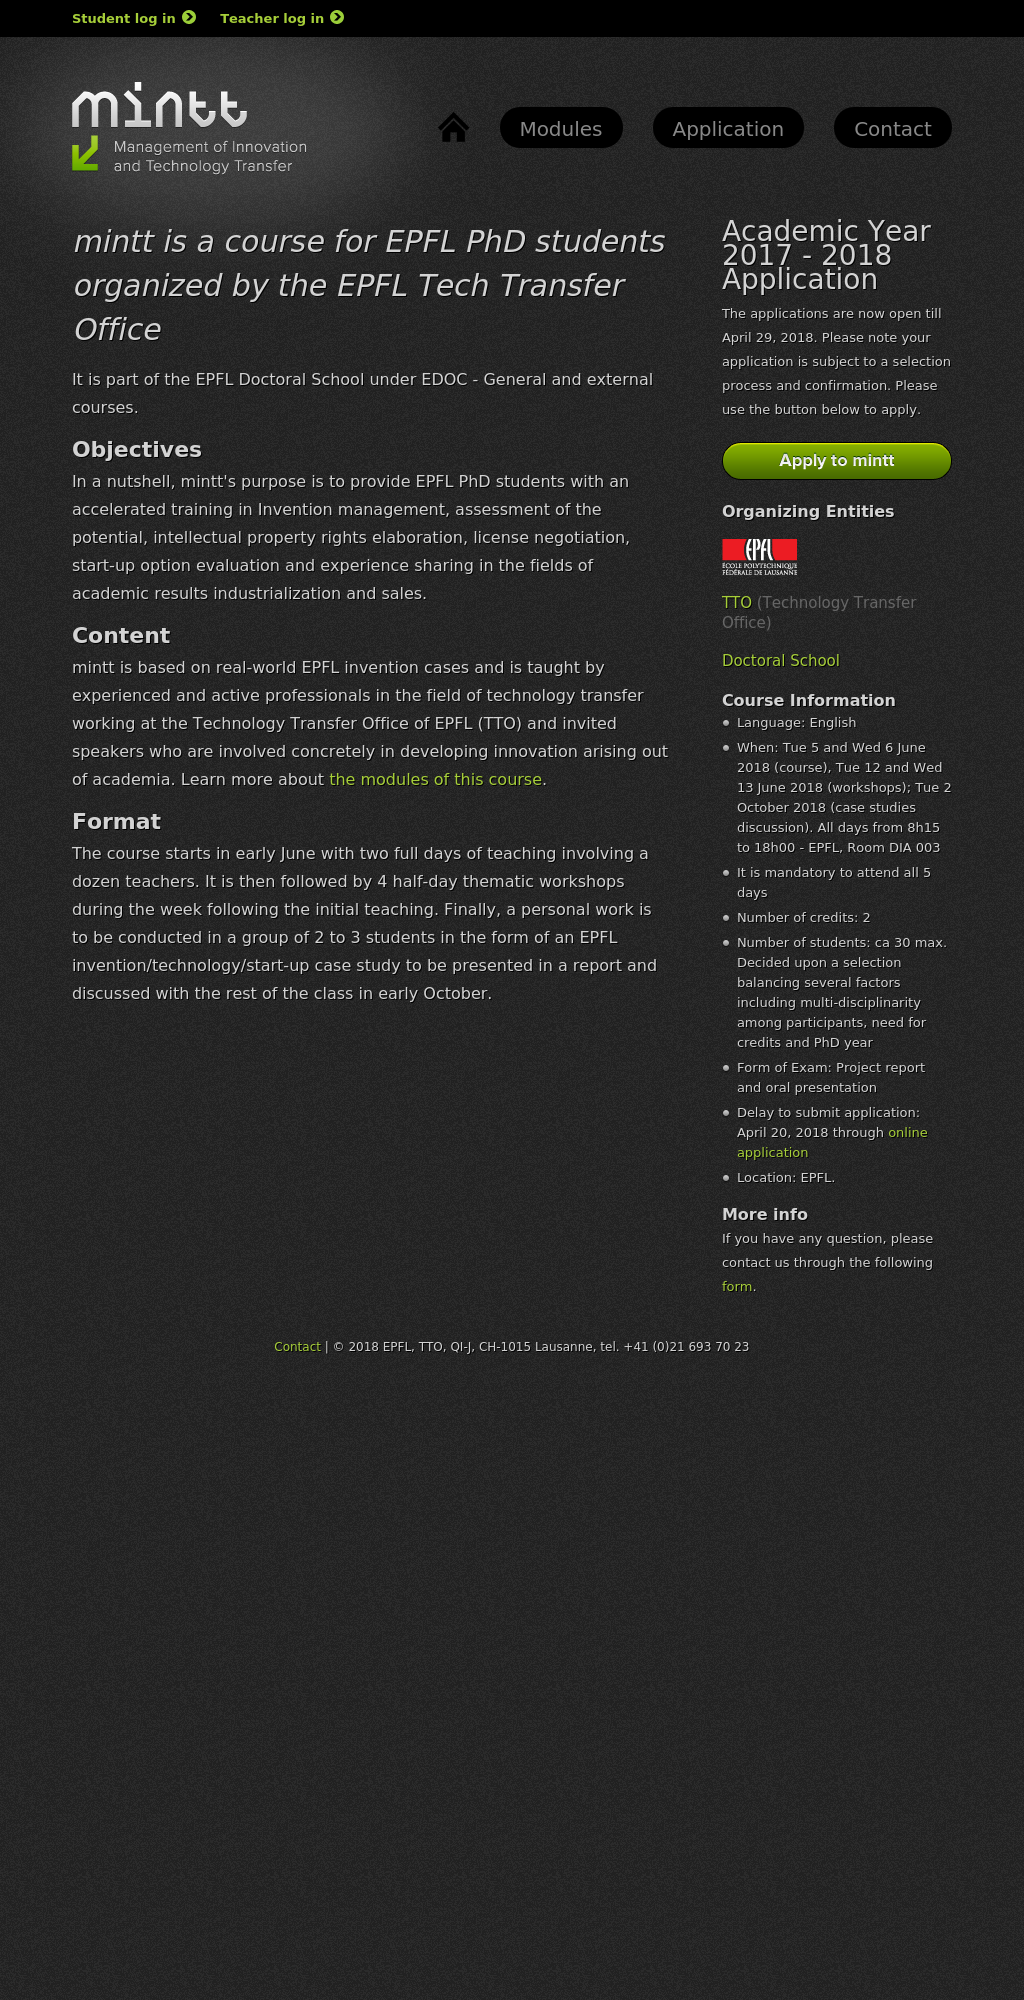 Student log in
Teacher log in
mintt
Management of Innovation
and Technology Transfer
Modules
Application
Contact
mintt is a course for EPFL PhD students
organized by the EPFL Tech Transfer
Office
It is part of the EPFL Doctoral School under EDOC - General and external
courses.
Objectives
In a nutshell, mintt's purpose is to provide EPFL PhD students with an
accelerated training in Invention management, assessment of the
potential, intellectual property rights elaboration, license negotiation,
start-up option evaluation and experience sharing in the fields of
academic results industrialization and sales.
Content
mintt is based on real-world EPFL invention cases and is taught by
experienced and active professionals in the field of technology transfer
working at the Technology Transfer Office of EPFL (TTO) and invited
speakers who are involved concretely in developing innovation arising out
of academia. Learn more about the modules of this course.
Format
The course starts in early June with two full days of teaching involving a
dozen teachers. It is then followed by 4 half-day thematic workshops
during the week following the initial teaching. Finally, a personal work is
to be conducted in a group of 2 to 3 students in the form of an EPFL
invention/technology/start-up case study to be presented in a report and
discussed with the rest of the class in early October.
Academic Year
2017 - 2018
Application
The applications are now open till
April 29, 2018. Please note your
application is subject to a selection
process and confirmation. Please
use the button below to apply.
Apply to mintt
Organizing Entities
EPFL
ÉCOLE POLYTECHNIQUE
FÉDÉRALE DE LAUSANNE
TTO (Technology Transfer
Office)
Doctoral School
Course Information
Language: English
When: Tue 5 and Wed 6 June
2018 (course), Tue 12 and Wed
13 June 2018 (workshops); Tue 2
October 2018 (case studies
discussion). All days from 8h15
to 18h00 - EPFL, Room DIA 003
It is mandatory to attend all 5
days
Number of credits: 2
Number of students: ca 30 max.
Decided upon a selection
balancing several factors
including multi-disciplinarity
among participants, need for
credits and PhD year
Form of Exam: Project report
and oral presentation
Delay to submit application:
April 20, 2018 through online
application
Location: EPFL.
More info
If you have any question, please
contact us through the following
form.
Contact | © 2018 EPFL, TTO, QI-J, CH-1015 Lausanne, tel. +41 (0)21 693 70 23